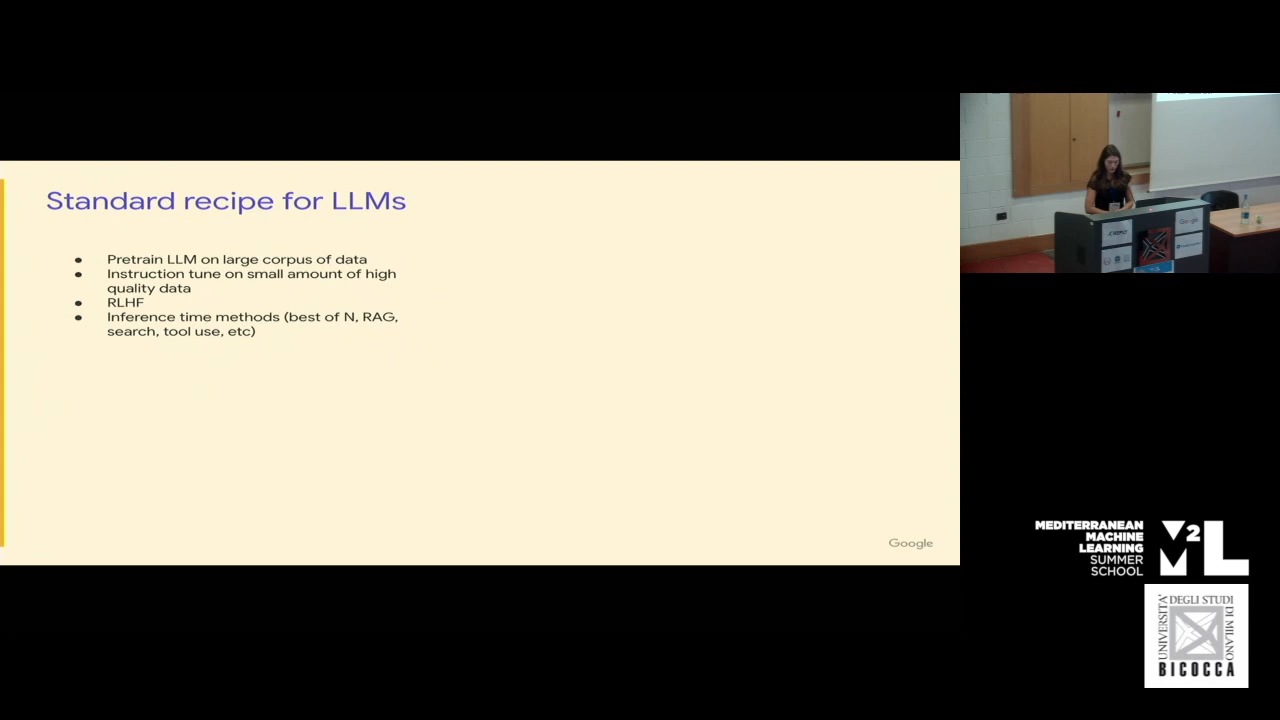 Standard recipe for LLMs
● Pretrain LLM on large corpus of data
● Instruction tune on small amount of high
quality data
● RLHF
● Inference time methods (best of N, RAG,
search, tool use, etc)
Google
Google
MEDITERRANEAN
MACHINE
LEARNING
SUMMER
SCHOOL
M2L
UNIVERSITA'
DEGLI STUDI
DI MILANO
BICOCCA